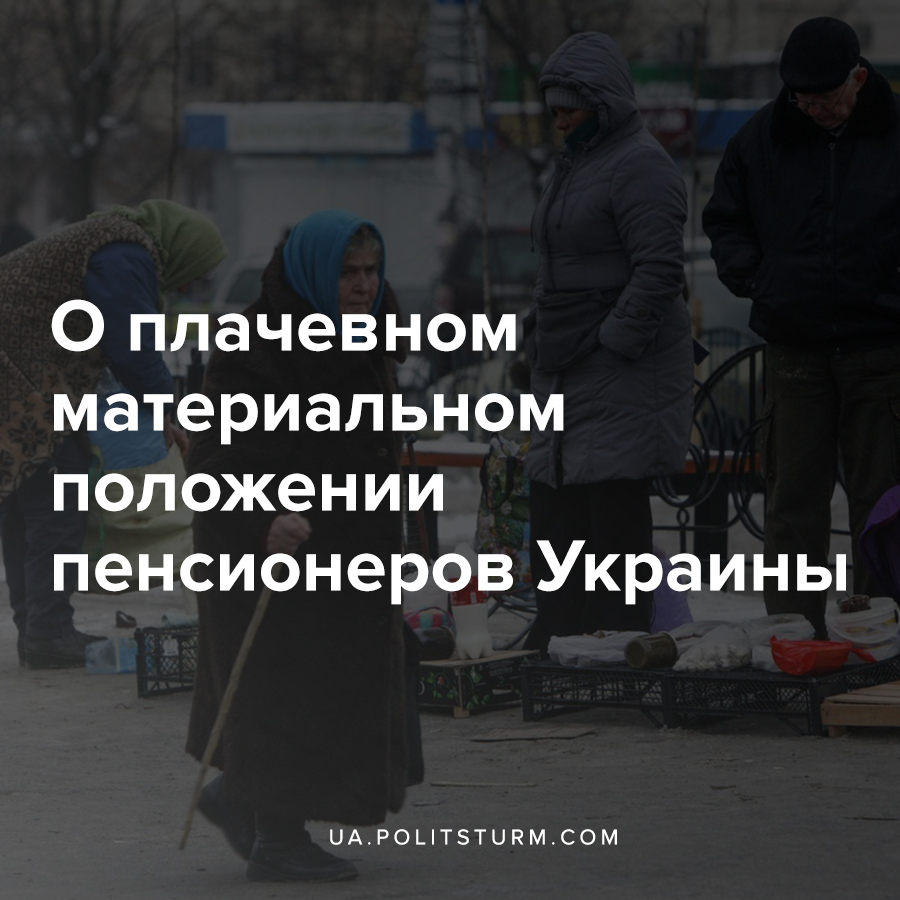 О плачевном
материальном
положении
пенсионеров Украины
UA.POLITSTURM.COM